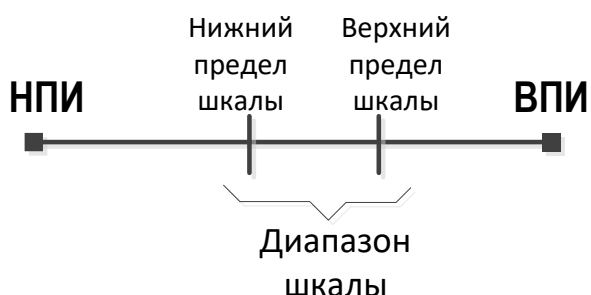 Нижний
предел
шкалы
Верхний
предел
шкалы
НПИ
ВПИ
Диапазон
шкалы